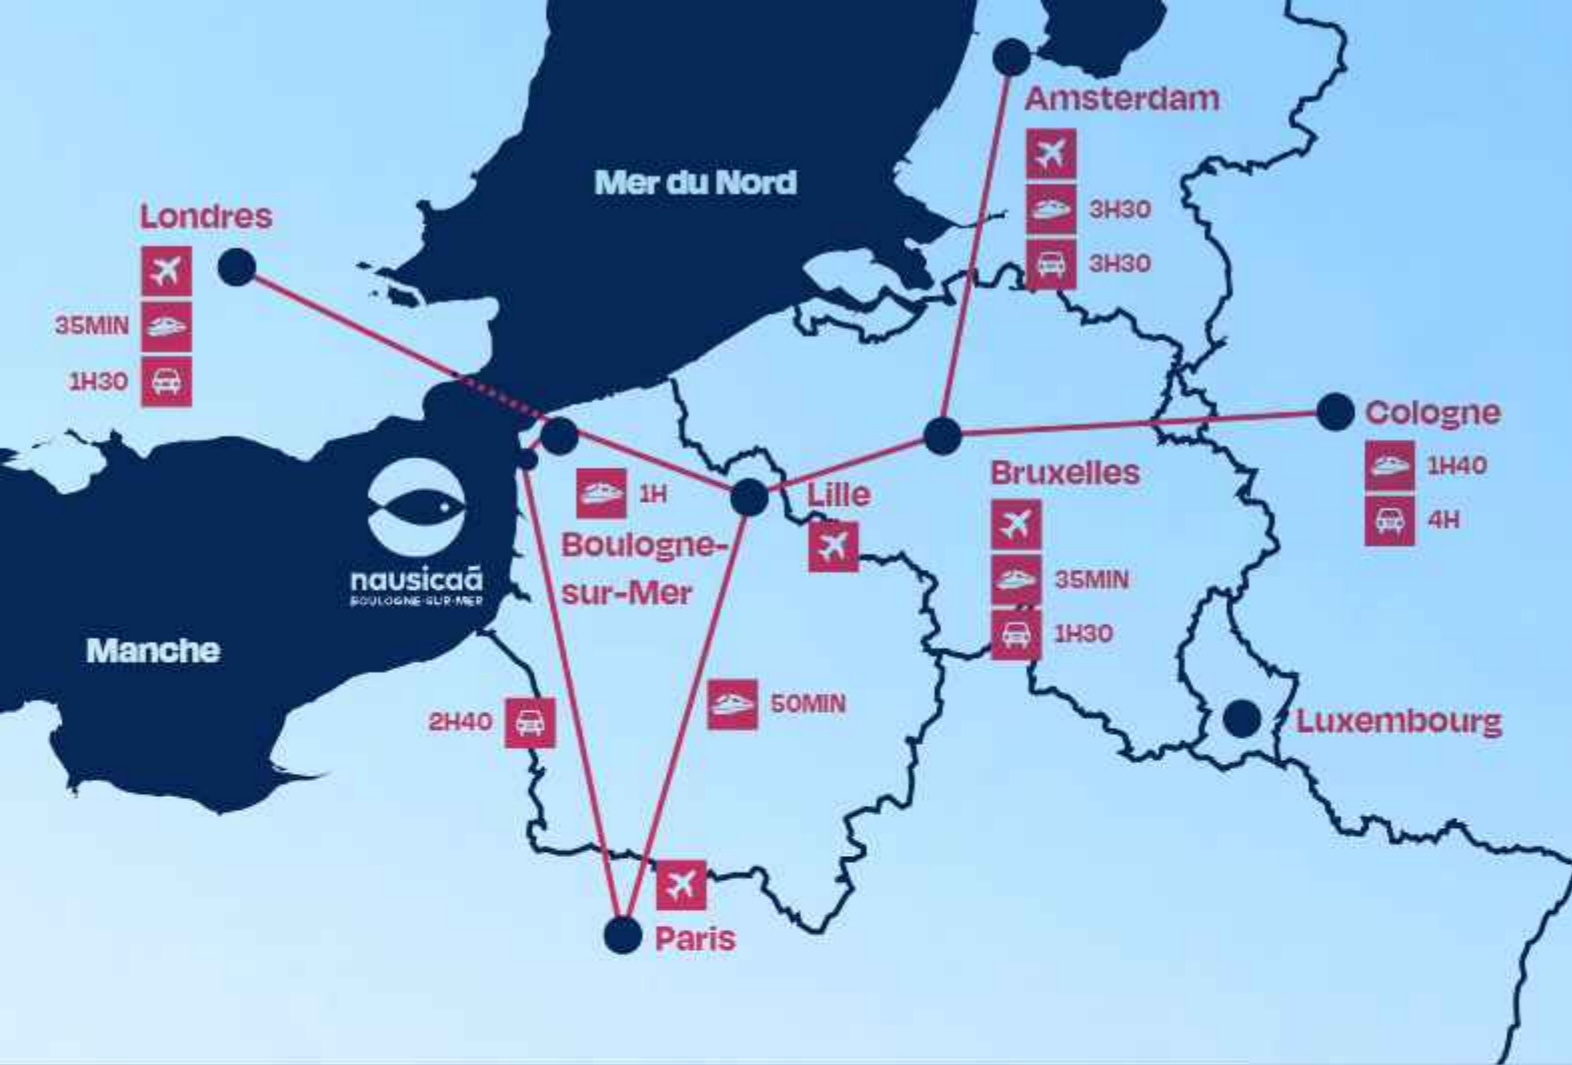 Amsterdam
Mer du Nord
3H30
3H30
Londres
35MIN
1H30
Cologne
1H40
4H
Bruxelles
35MIN
1H30
Lille
1H
Boulogne-
sur-Mer
nausicaã
BOULOGNE-SUR-MER
Manche
2H40
50MIN
Luxembourg
Paris